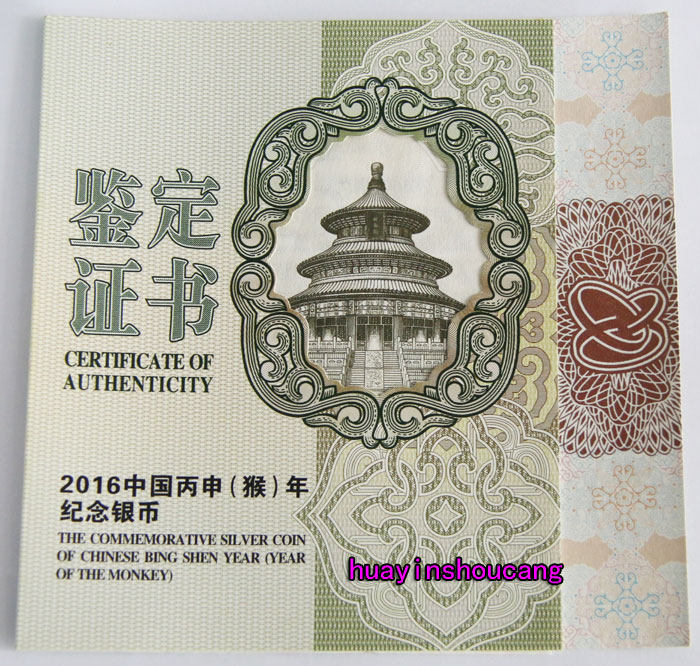 鉴定
证书
CERTIFICATE OF
AUTHENTICITY
2016中国丙申(猴)年
纪念银币
THE COMMEMORATIVE SILVER COIN
OF CHINESE BING SHEN YEAR (YEAR
OF THE MONKEY)
huayinshoucang